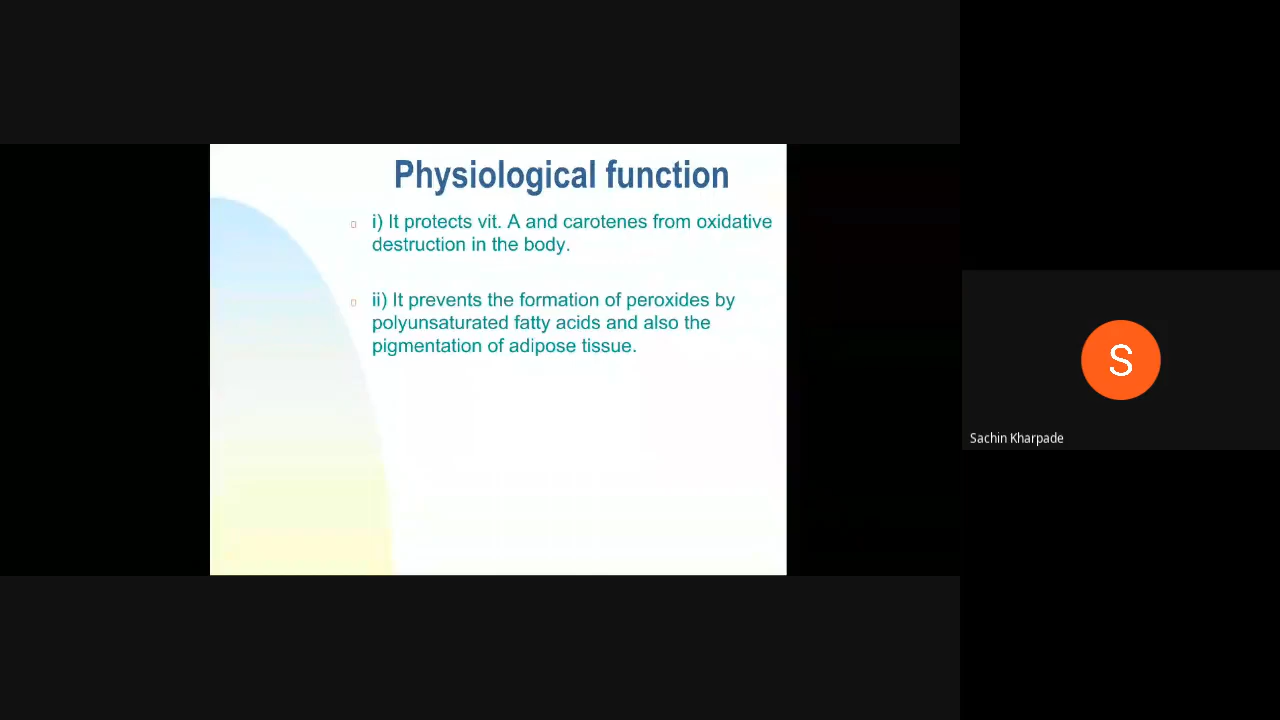 Physiological function
i) It protects vit. A and carotenes from oxidative
destruction in the body.
ii) It prevents the formation of peroxides by
polyunsaturated fatty acids and also the
pigmentation of adipose tissue.
S
Sachin Kharpade